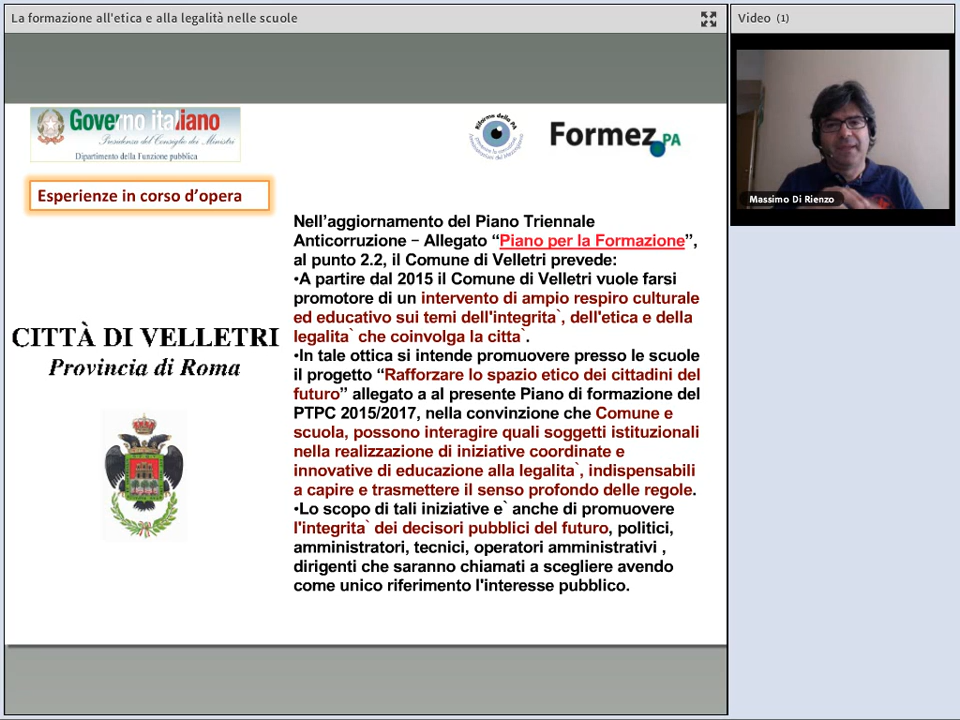 La formazione all'etica e alla legalità nelle scuole
Video (1)
Governo italiano
Presidenza del Consiglio dei Ministri
Dipartimento della Funzione pubblica
Formez PA
Massimo Di Rienzo
Esperienze in corso d'opera
CITTÀ DI VELLETRI
Provincia di Roma
Nell'aggiornamento del Piano Triennale
Anticorruzione – Allegato “Piano per la Formazione”,
al punto 2.2, il Comune di Velletri prevede:
•A partire dal 2015 il Comune di Velletri vuole farsi
promotore di un intervento di ampio respiro culturale
ed educativo sui temi dell'integrita`, dell'etica e della
legalita` che coinvolga la citta`.
•In tale ottica si intende promuovere presso le scuole
il progetto “Rafforzare lo spazio etico dei cittadini del
futuro” allegato a al presente Piano di formazione del
PTPC 2015/2017, nella convinzione che Comune e
scuola, possono interagire quali soggetti istituzionali
nella realizzazione di iniziative coordinate e
innovative di educazione alla legalita`, indispensabili
a capire e trasmettere il senso profondo delle regole.
•Lo scopo di tali iniziative e` anche di promuovere
l'integrita` dei decisori pubblici del futuro, politici,
amministratori, tecnici, operatori amministrativi ,
dirigenti che saranno chiamati a scegliere avendo
come unico riferimento l'interesse pubblico.